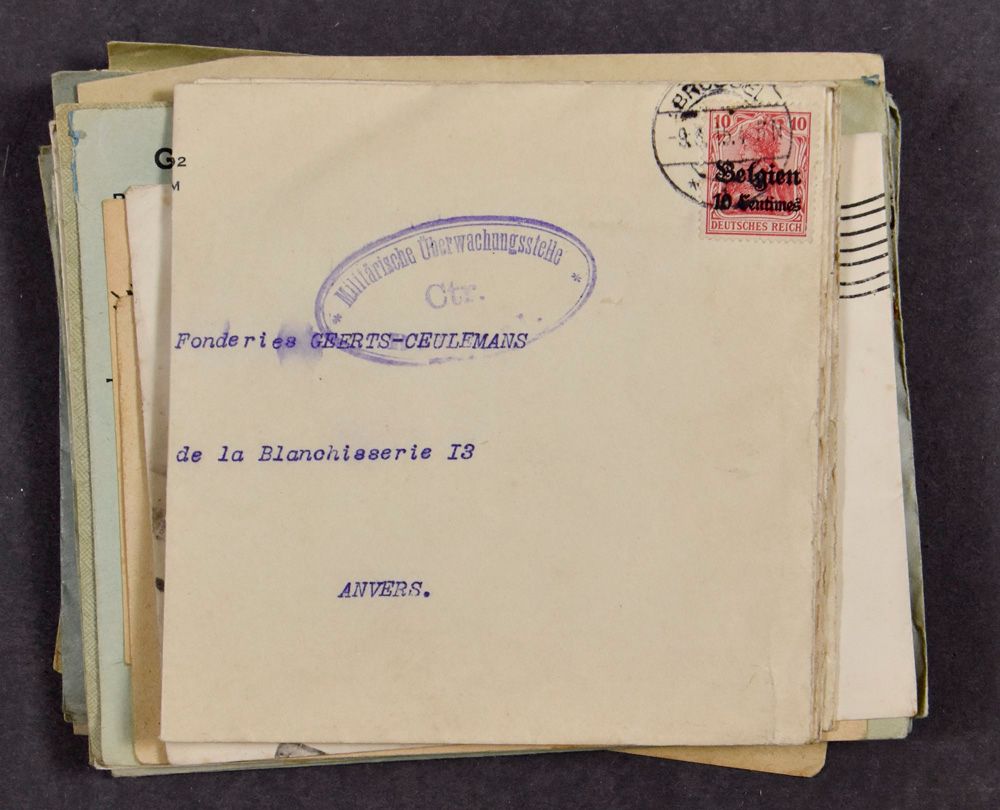 G2
M
10 10
Belgien
10 Centimes
DEUTSCHES REICH
* Militärische Überwachungsstelle *
Ctr.
Fonderies GEERTS-CEULEMANS
de la Blanchisserie I3
ANVERS.